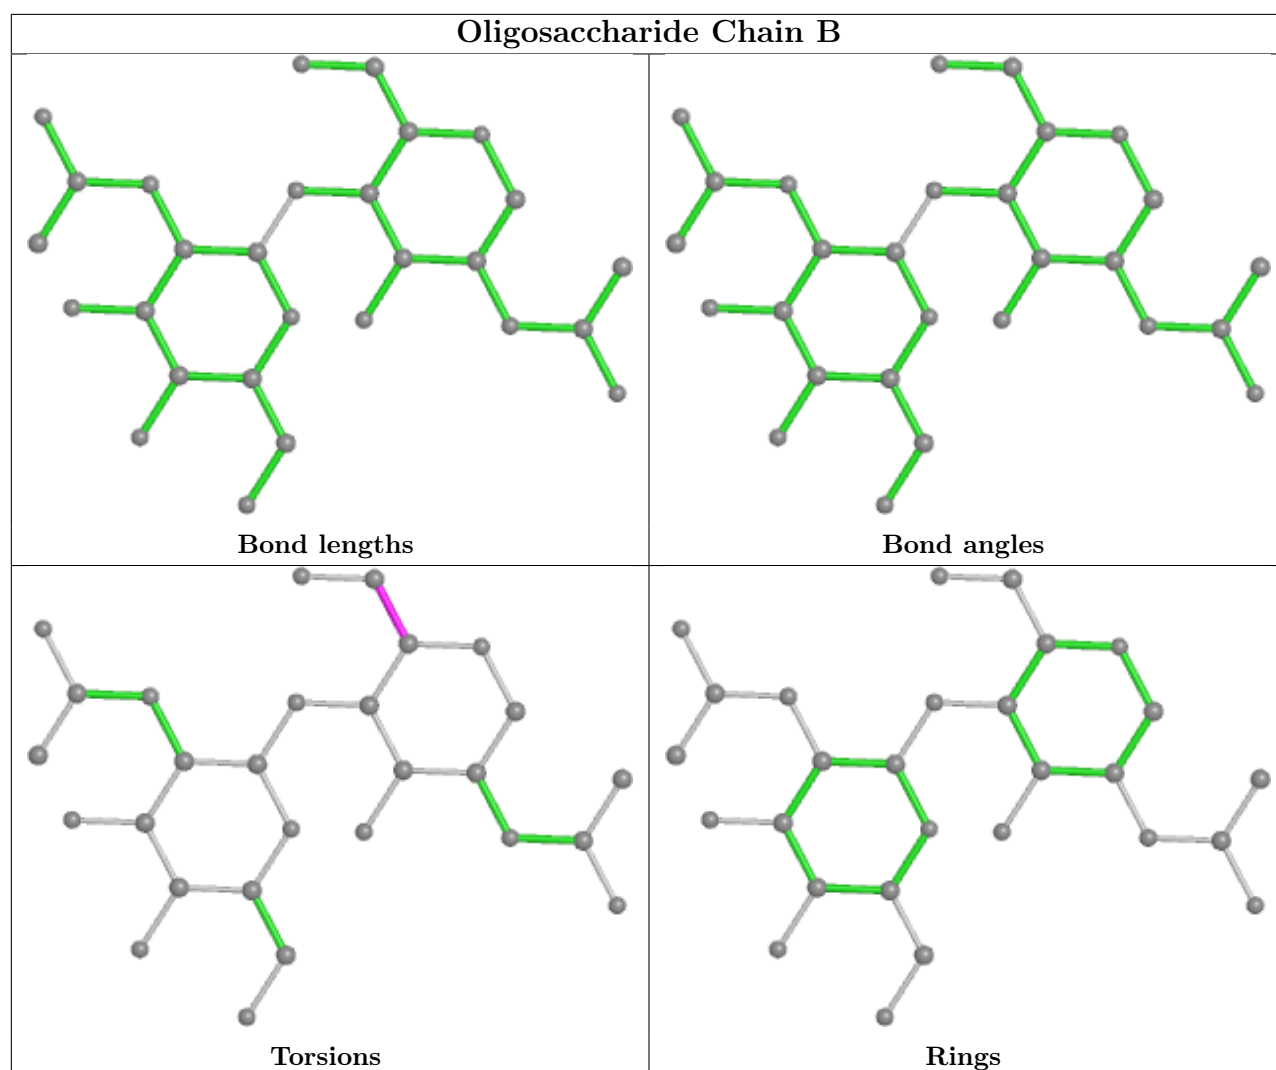 Oligosaccharide Chain B
Bond lengths
Bond angles
Torsions
Rings